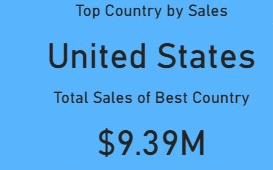 Top Country by Sales
United States
Total Sales of Best Country
$9.39M